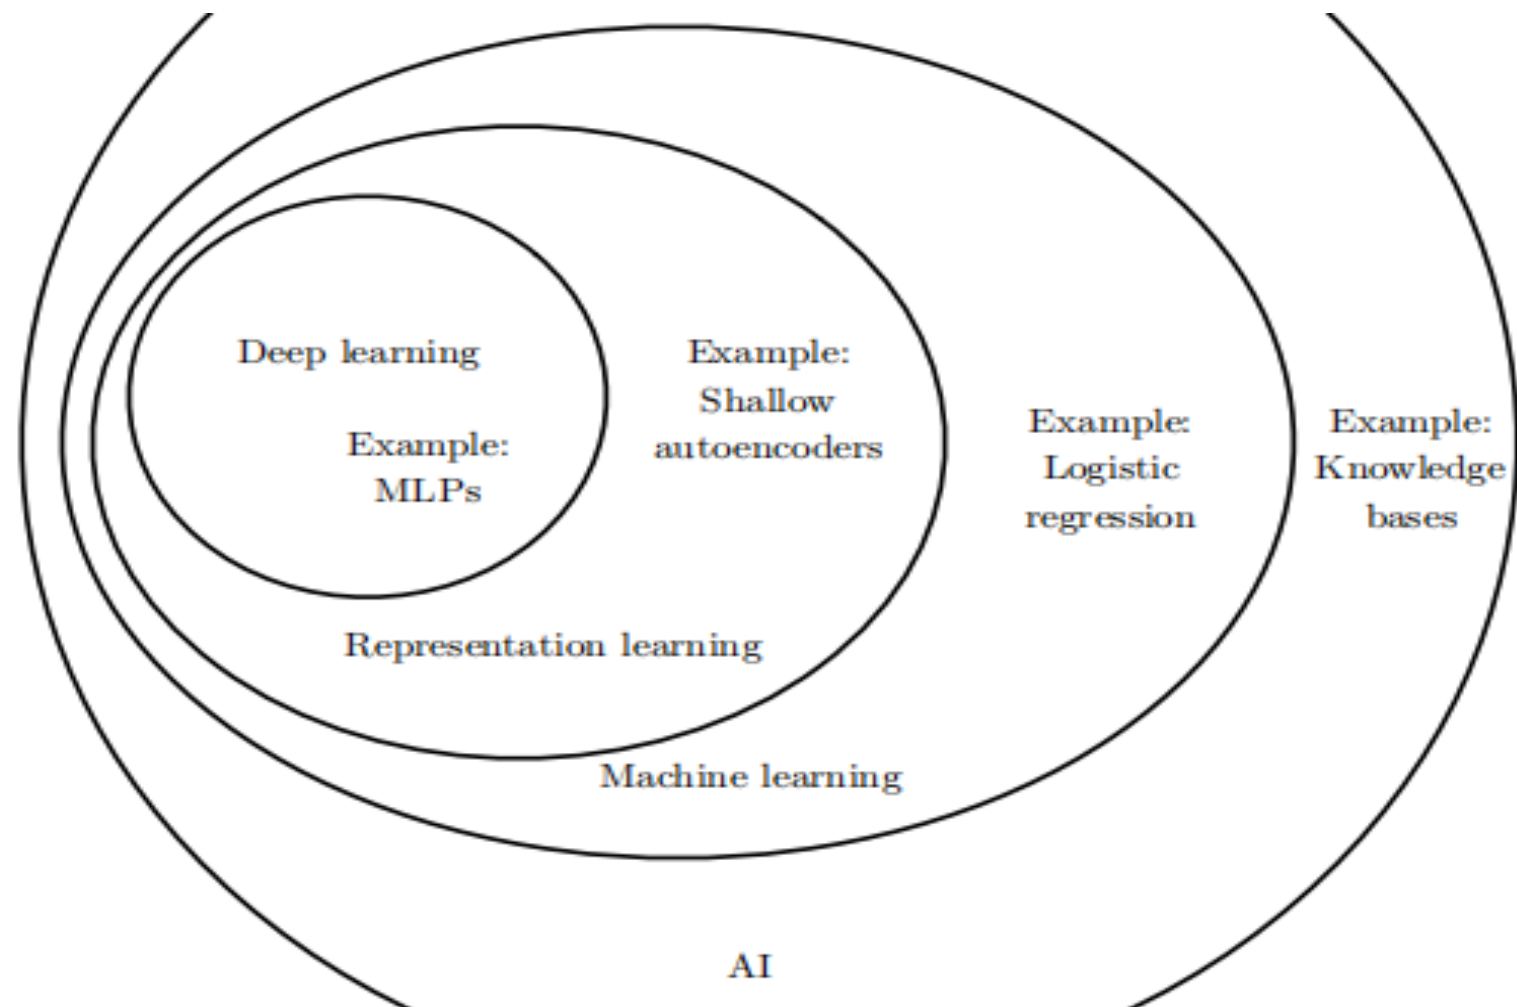 Deep learning
Example:
MLPs
Example:
Shallow
autoencoders
Example:
Logistic
regression
Example:
Knowledge
bases
Representation learning
Machine learning
AI